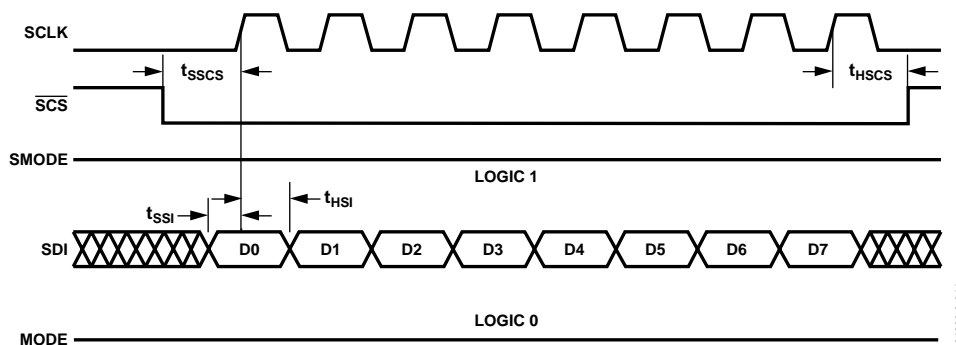 SCLK
tSSCS
tHSCS
SCS
SMODE
LOGIC 1
tSSI
tHSI
SDI
D0 D1 D2 D3 D4 D5 D6 D7
LOGIC 0
MODE